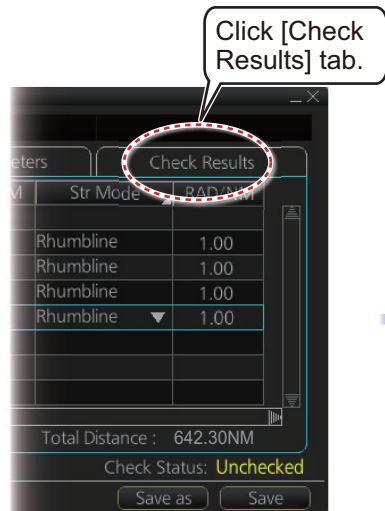 Click [Check
Results] tab.
Check Results
Str Mode RAD/NM
Rhumbline 1.00
Rhumbline 1.00
Rhumbline 1.00
Rhumbline 1.00
Total Distance : 642.30NM
Check Status: Unchecked
Save as Save